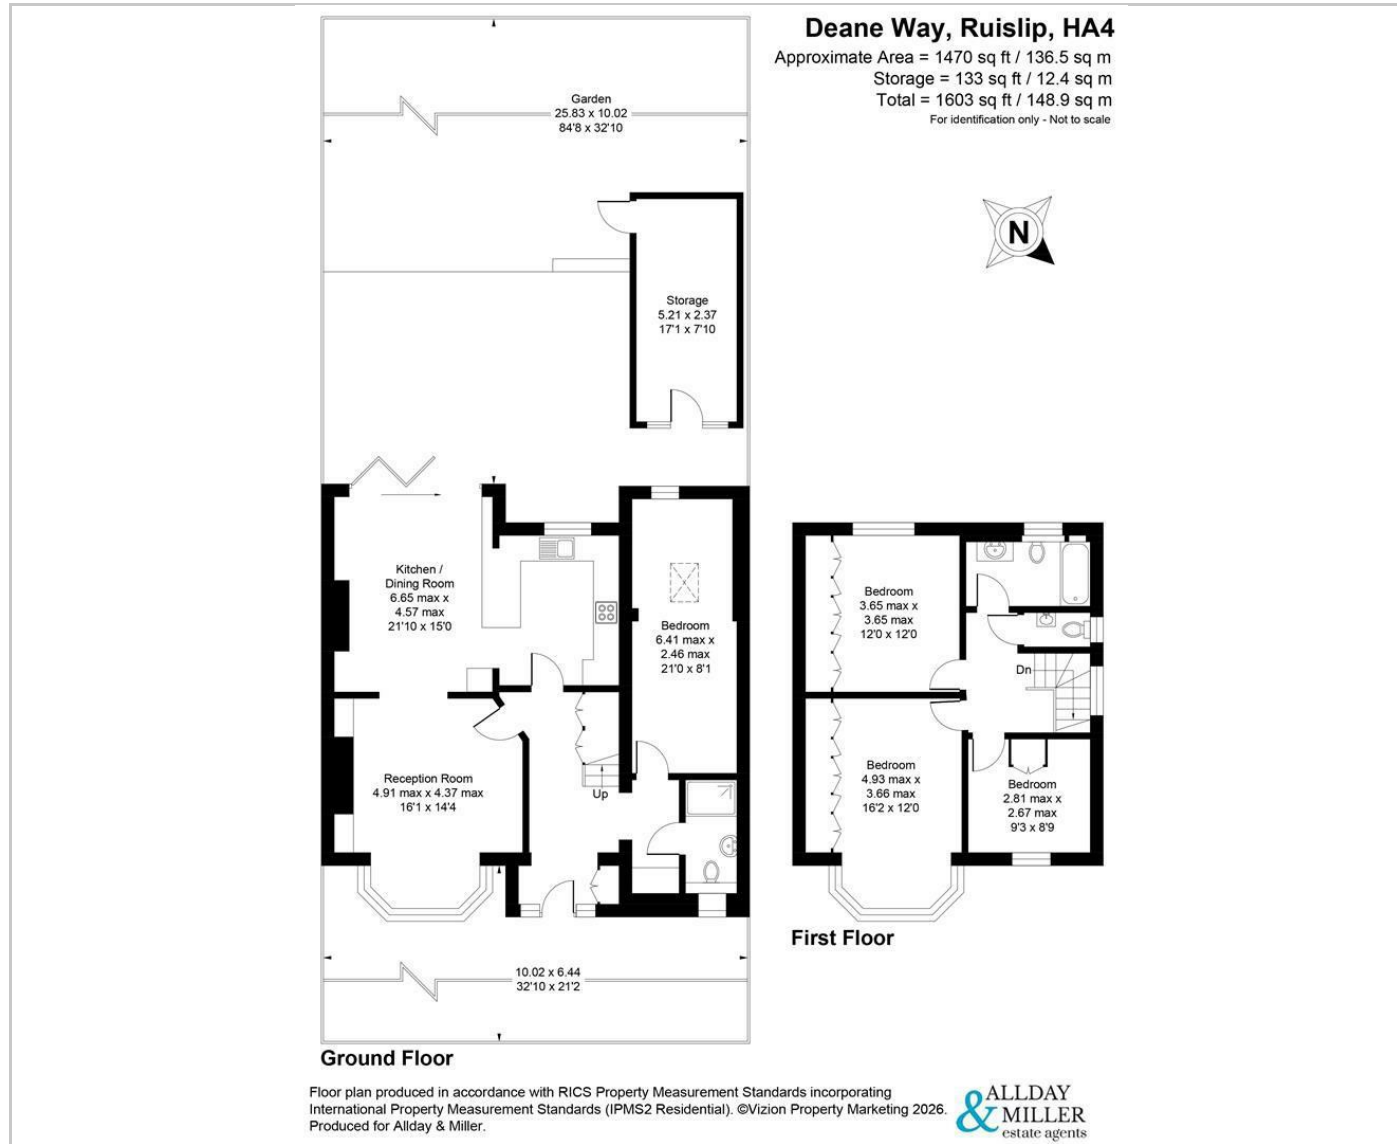 Deane Way, Ruislip, HA4
Approximate Area = 1470 sq ft / 136.5 sq m
Storage = 133 sq ft / 12.4 sq m
Total = 1603 sq ft / 148.9 sq m
For identification only - Not to scale
Garden
25.83 x 10.02
84'8 x 32'10
N
Storage
5.21 x 2.37
17'1 x 7'10
Kitchen /
Dining Room
6.65 max x
4.57 max
21'10 x 15'0
Bedroom
6.41 max x
2.46 max
21'0 x 8'1
Reception Room
4.91 max x 4.37 max
16'1 x 14'4
Up
10.02 x 6.44
32'10 x 21'2
Ground Floor
Bedroom
3.65 max x
3.65 max
12'0 x 12'0
Dn
Bedroom
4.93 max x
3.66 max
16'2 x 12'0
Bedroom
2.81 max x
2.67 max
9'3 x 8'9
First Floor
Floor plan produced in accordance with RICS Property Measurement Standards incorporating
International Property Measurement Standards (IPMS2 Residential). ©Vizion Property Marketing 2026.
Produced for Allday & Miller.
ALLDAY
& MILLER
estate agents